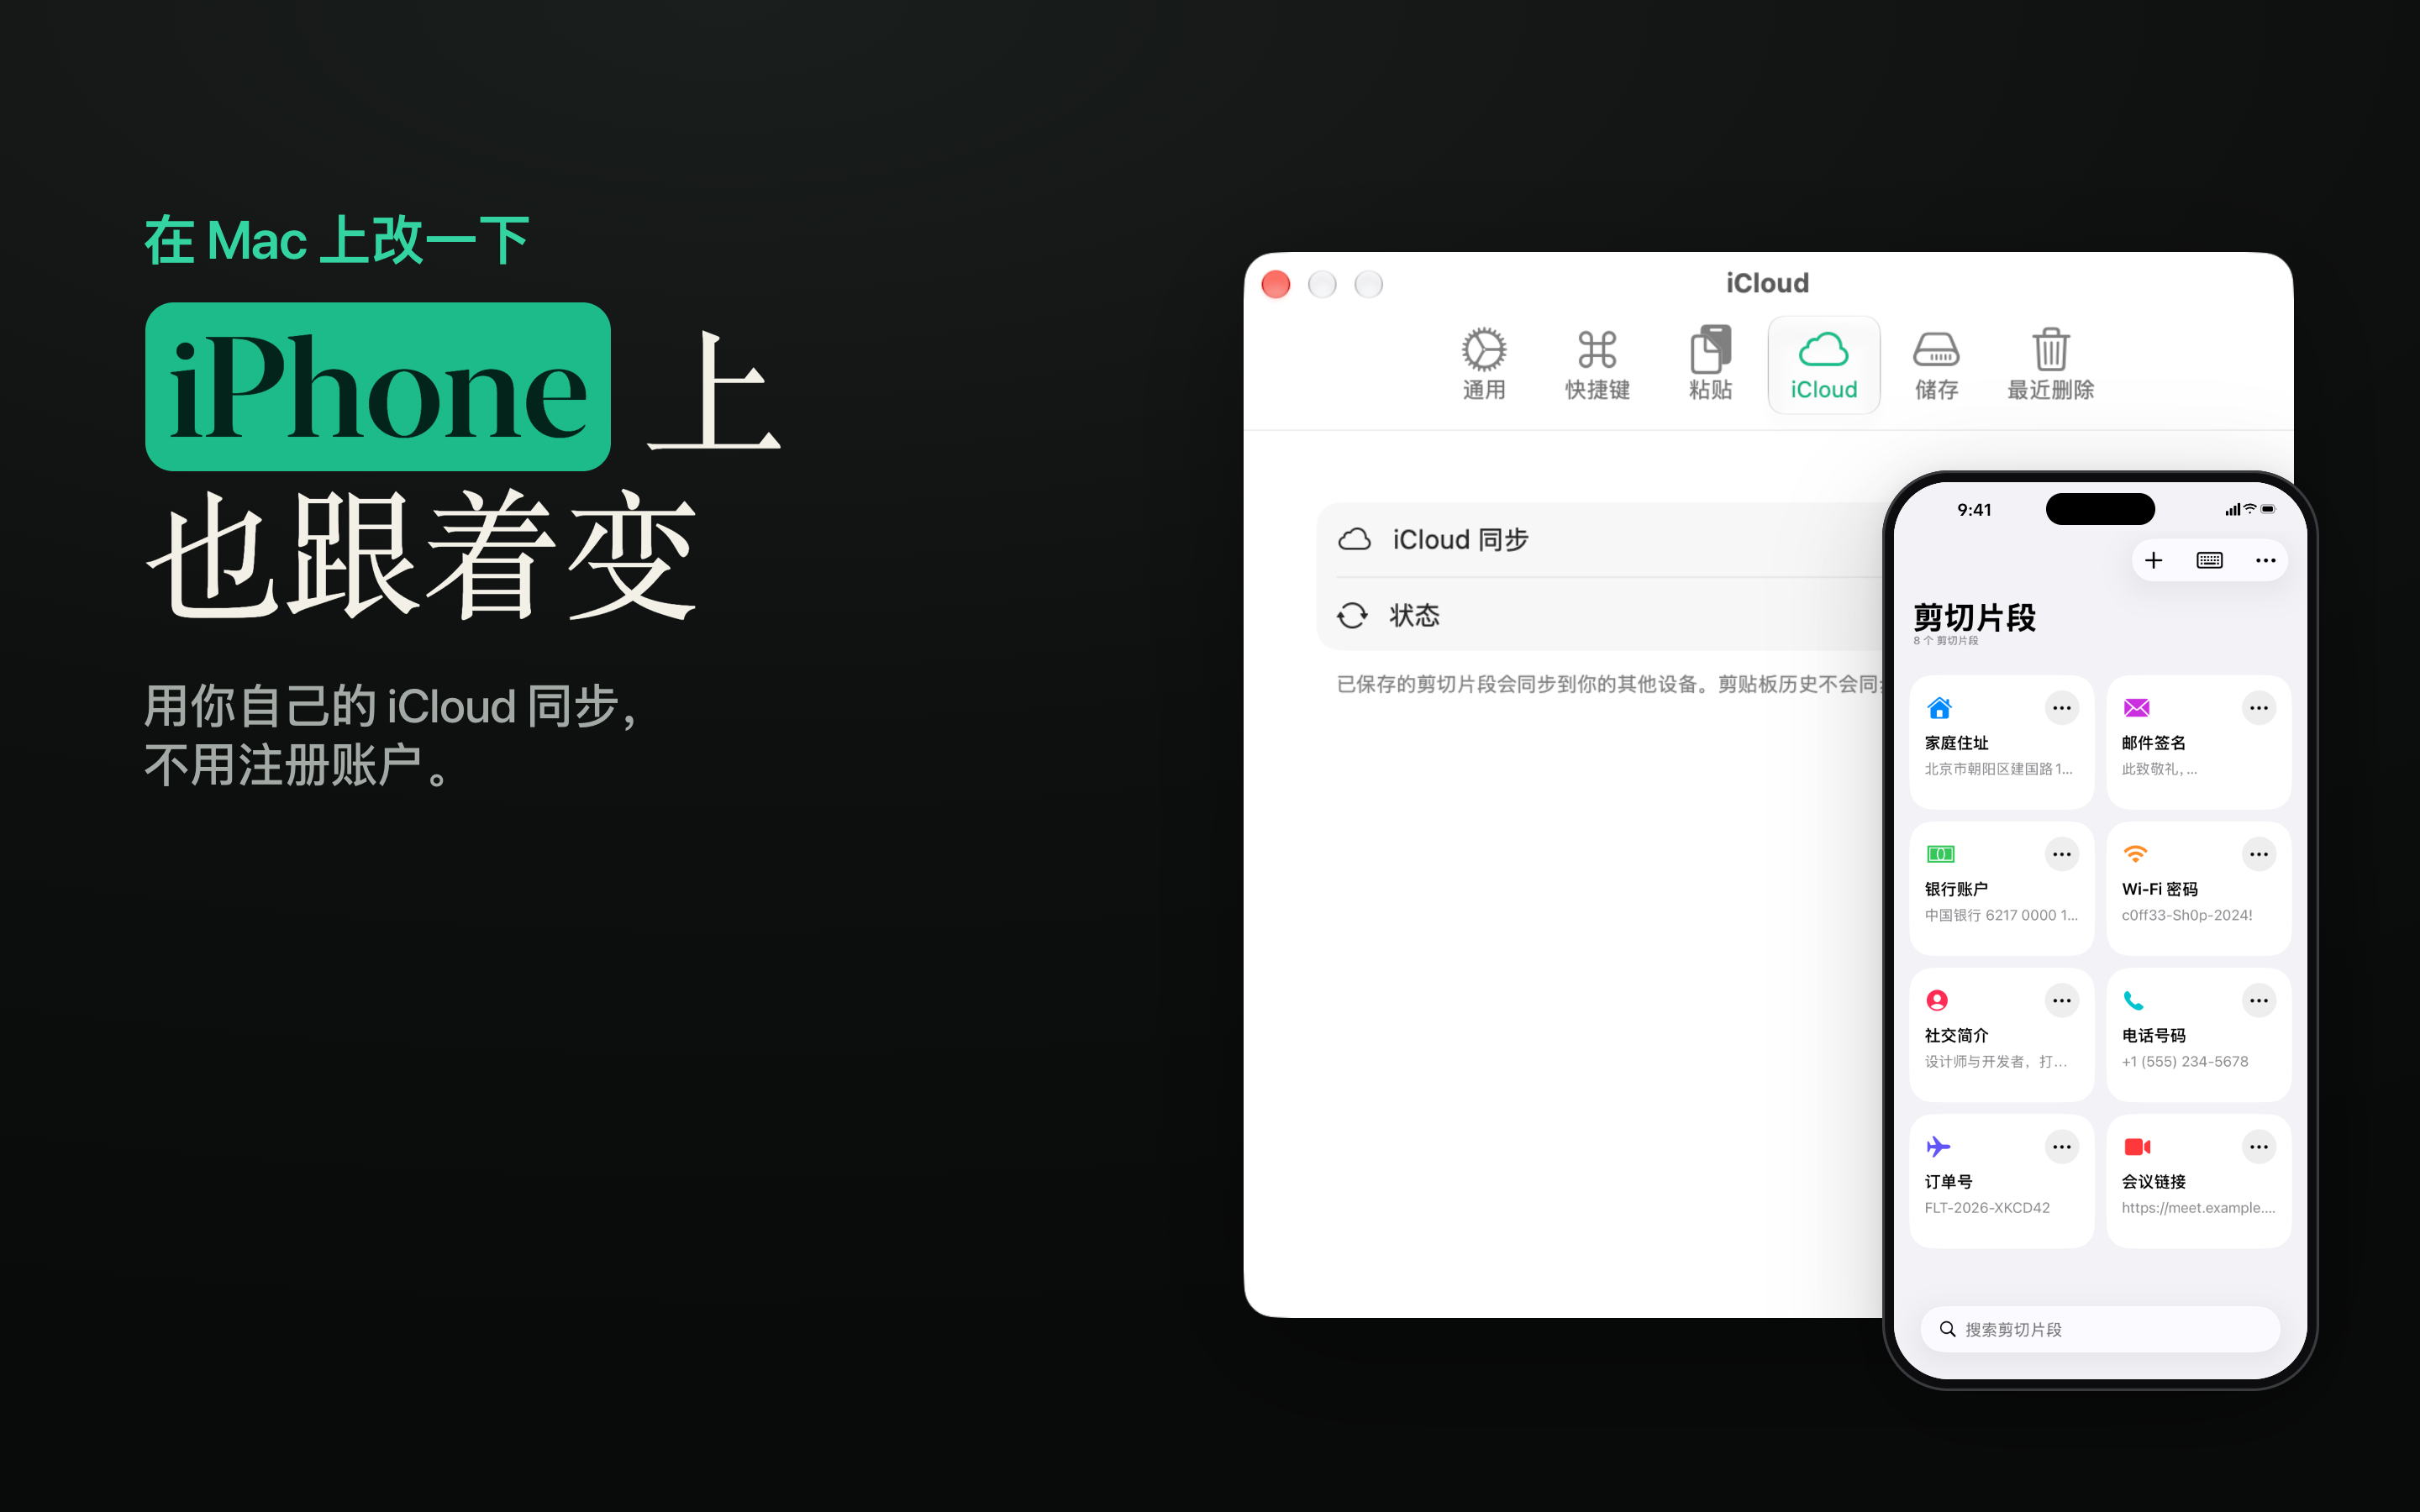 在 Mac 上改一下
iPhone 上
也跟着变
用你自己的 iCloud 同步，
不用注册账户。
iCloud
通用
快捷键
粘贴
iCloud
储存
最近删除
iCloud 同步
状态
已保存的剪切片段会同步到你的其他设备。剪贴板历史不会同
9:41
剪切片段
8 个 剪切片段
家庭住址
北京市朝阳区建国路 1...
邮件签名
此致敬礼, ...
银行账户
中国银行 6217 0000 1...
Wi-Fi 密码
c0ff33-Sh0p-2024!
社交简介
设计师与开发者，打...
电话号码
+1 (555) 234-5678
订单号
FLT-2026-XKCD42
会议链接
https://meet.example....
搜索剪切片段